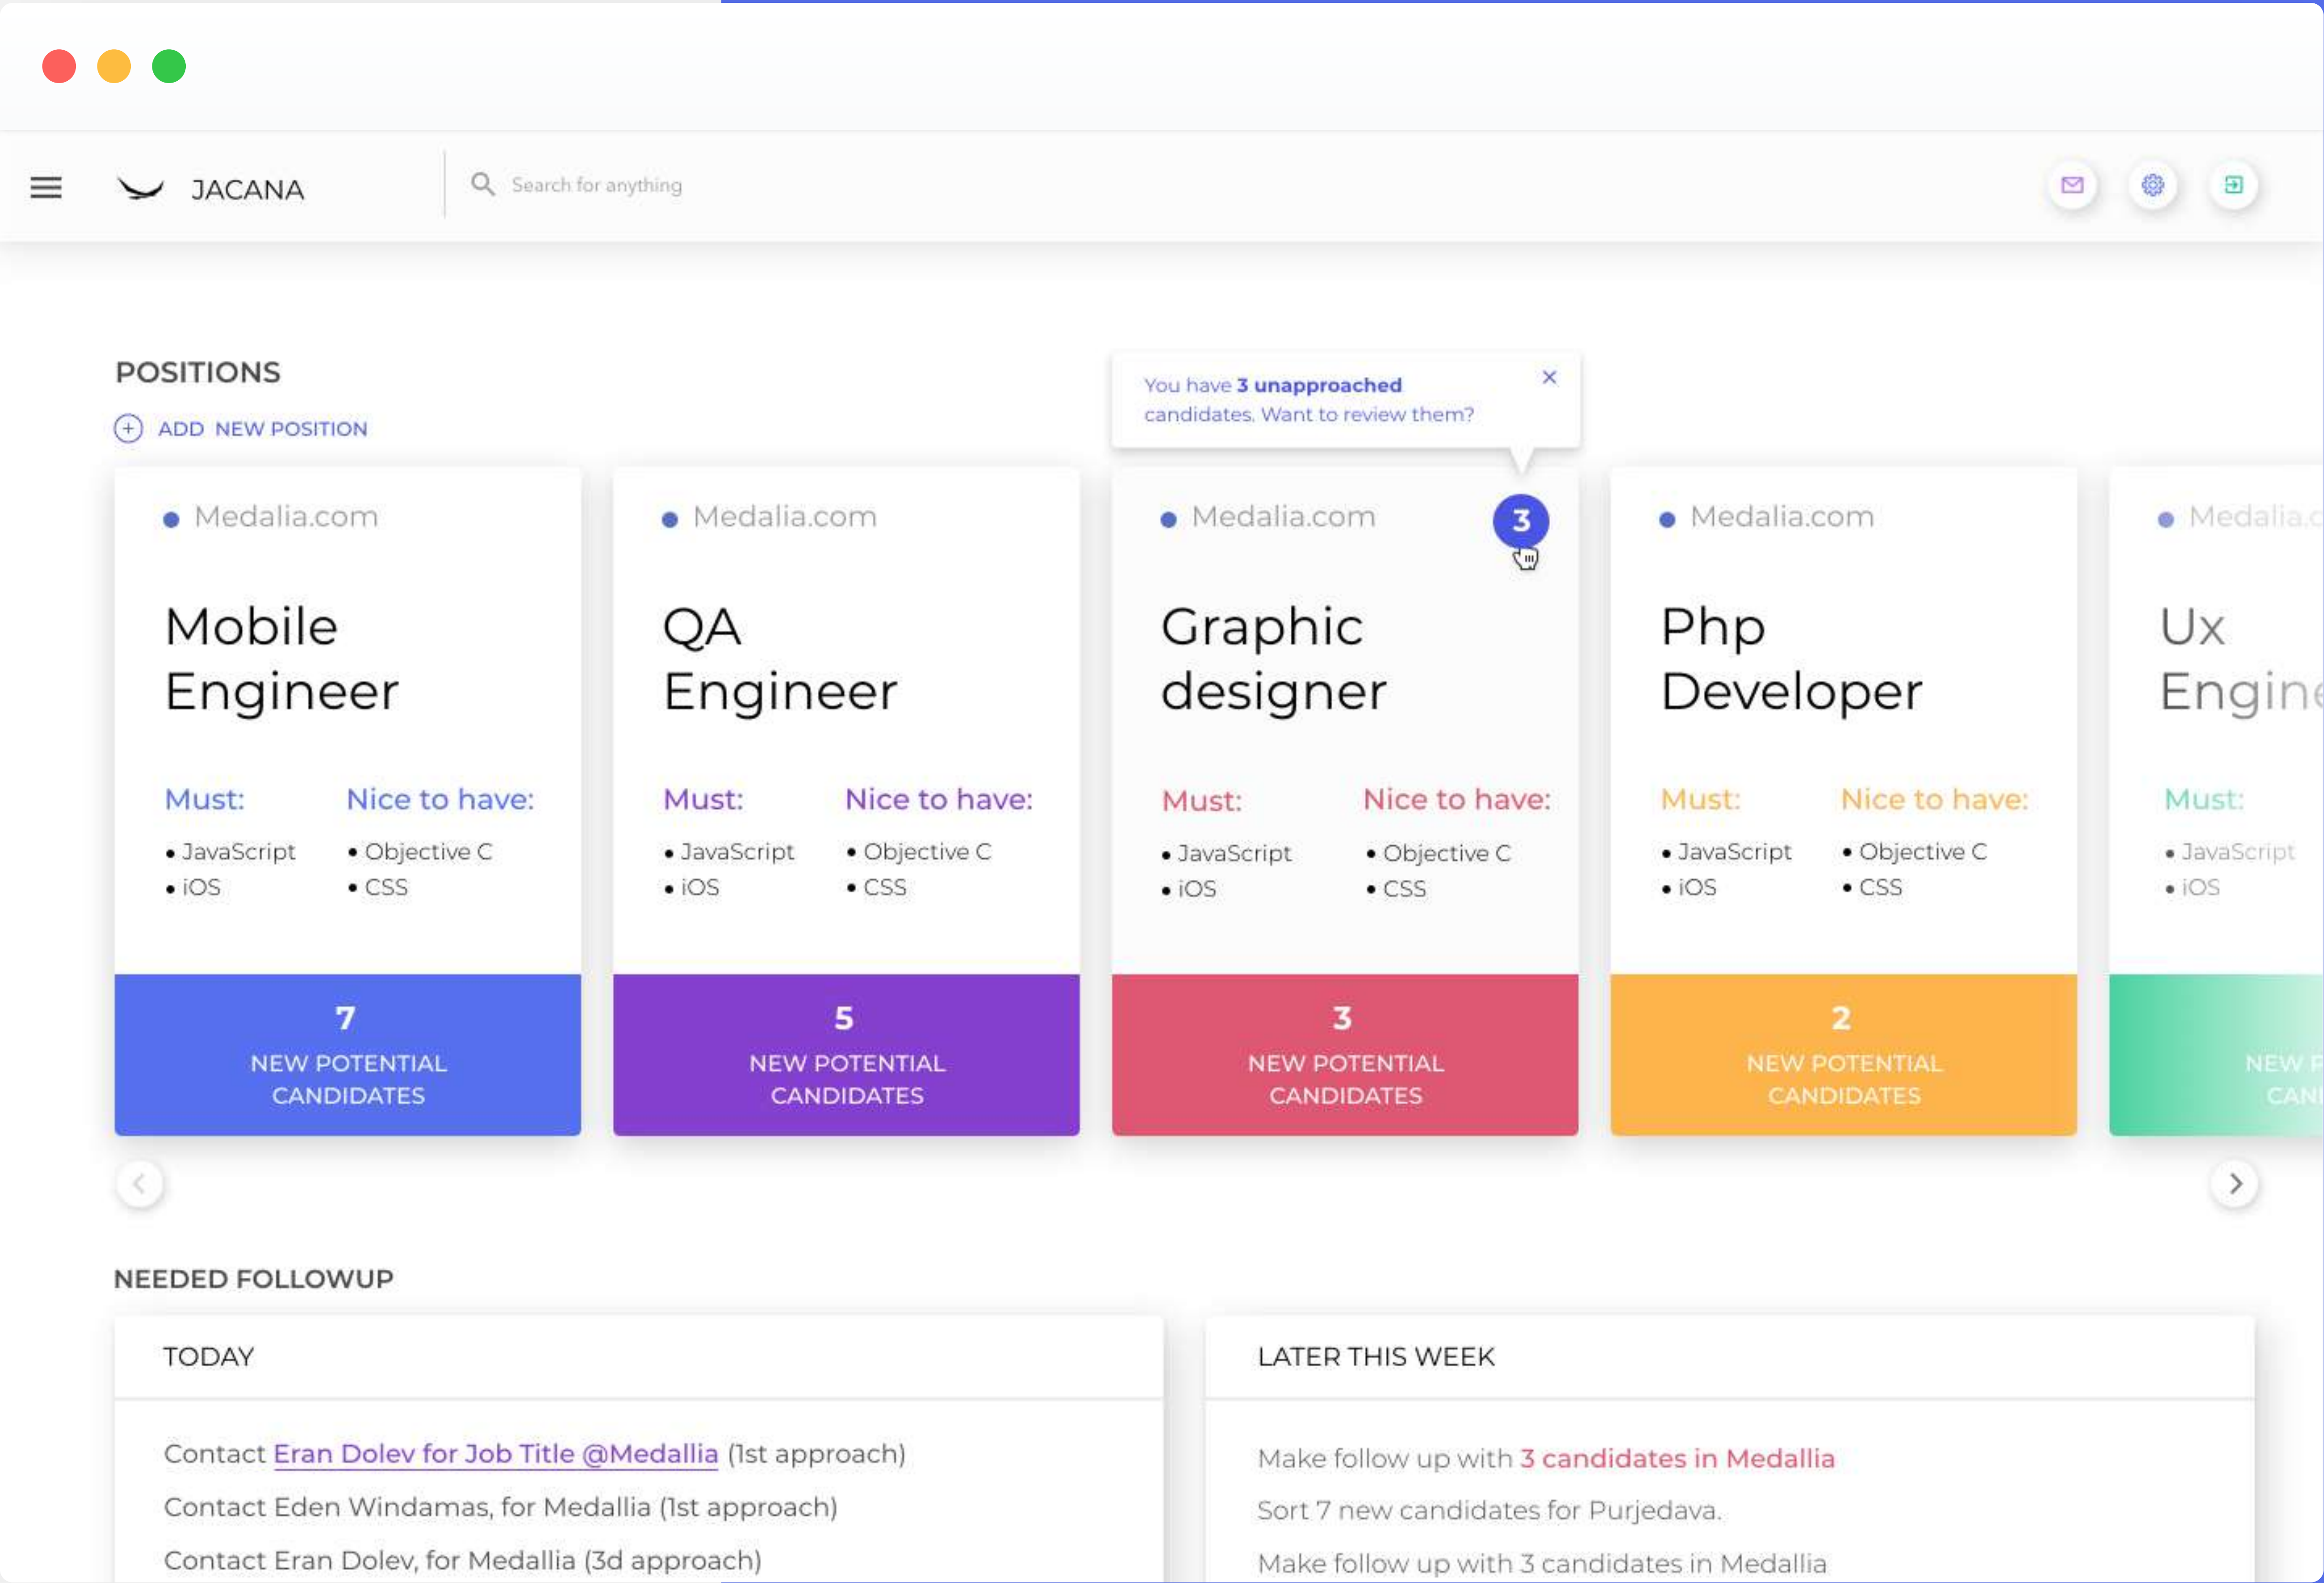 JACANA
Search for anything
POSITIONS
ADD NEW POSITION
You have 3 unapproached
candidates. Want to review them?
Medalia.com
Mobile
Engineer
Must:
• JavaScript
• iOS
Nice to have:
• Objective C
• CSS
7
NEW POTENTIAL
CANDIDATES
Medalia.com
QA
Engineer
Must:
• JavaScript
• iOS
Nice to have:
• Objective C
• CSS
5
NEW POTENTIAL
CANDIDATES
Medalia.com
3
Graphic
designer
Must:
• JavaScript
• iOS
Nice to have:
• Objective C
• CSS
3
NEW POTENTIAL
CANDIDATES
Medalia.com
Php
Developer
Must:
• JavaScript
• iOS
Nice to have:
• Objective C
• CSS
2
NEW POTENTIAL
CANDIDATES
Medalia.c
Ux
Engine
Must:
• JavaScript
• iOS
NEW P
CAN
NEEDED FOLLOWUP
TODAY
Contact Eran Dolev for Job Title @Medallia (1st approach)
Contact Eden Windamas, for Medallia (1st approach)
Contact Eran Dolev, for Medallia (3d approach)
LATER THIS WEEK
Make follow up with 3 candidates in Medallia
Sort 7 new candidates for Purjedava.
Make follow up with 3 candidates in Medallia